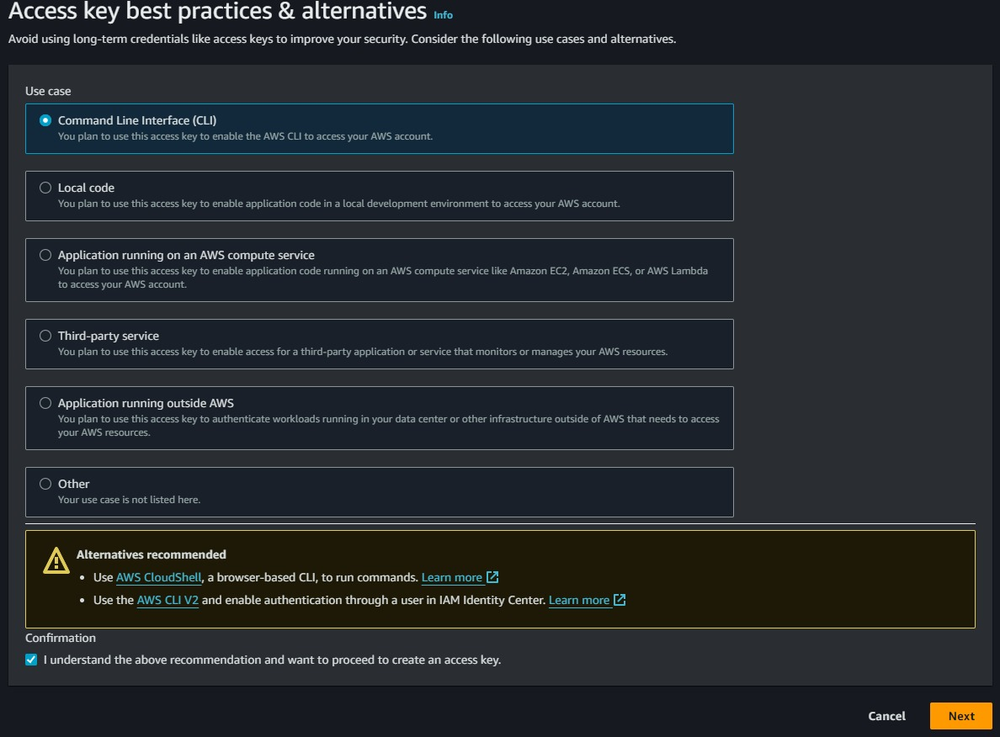 Access key best practices & alternatives Info
Avoid using long-term credentials like access keys to improve your security. Consider the following use cases and alternatives.
Use case
Command Line Interface (CLI)
You plan to use this access key to enable the AWS CLI to access your AWS account.
Local code
You plan to use this access key to enable application code in a local development environment to access your AWS account.
Application running on an AWS compute service
You plan to use this access key to enable application code running on an AWS compute service like Amazon EC2, Amazon ECS, or AWS Lambda
to access your AWS account.
Third-party service
You plan to use this access key to enable access for a third-party application or service that monitors or manages your AWS resources.
Application running outside AWS
You plan to use this access key to authenticate workloads running in your data center or other infrastructure outside of AWS that needs to access
your AWS resources.
Other
Your use case is not listed here.
Alternatives recommended
• Use AWS CloudShell, a browser-based CLI, to run commands. Learn more
• Use the AWS CLI V2 and enable authentication through a user in IAM Identity Center. Learn more
Confirmation
I understand the above recommendation and want to proceed to create an access key.
Cancel Next